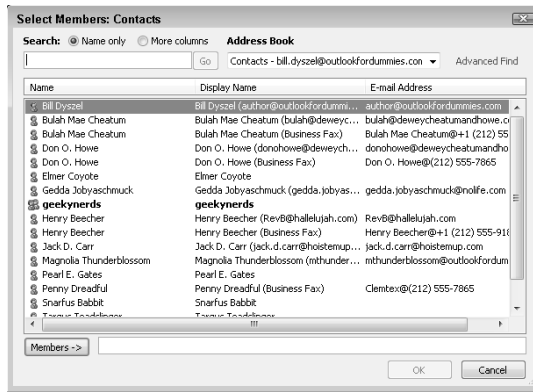 Select Members: Contacts
Search: Name only More columns Address Book
Go Contacts - bill.dyszel@outlookfordummies.con Advanced Find
Name Display Name E-mail Address
Bill Dyszel Bill Dyszel (author@outlookfordummi... author@outlookfordummies.com
Bulah Mae Cheatum Bulah Mae Cheatum (bulah@deweyc... bulah@deweycheatumandhowe
Bulah Mae Cheatum Bulah Mae Cheatum (Business Fax) Bulah Mae Cheatum@+1 (212) 55
Don O. Howe Don O. Howe (donohowe@deweych... donohowe@deweycheatumandho
Don O. Howe Don O. Howe (Business Fax) Don O. Howe@(212) 555-7865
Elmer Coyote Elmer Coyote
Gedda Jobyaschmuck Gedda Jobyaschmuck (gedda.jobyas... gedda.jobyaschmuck@nolife.com
geekynerds geekynerds
Henry Beecher Henry Beecher (RevB@hallelujah.com) RevB@hallelujah.com
Henry Beecher Henry Beecher (Business Fax) Henry Beecher@+1 (212) 555-918
Jack D. Carr Jack D. Carr (jack.d.carr@hoistemup... jack.d.carr@hoistemup.com
Magnolia Thunderblossom Magnolia Thunderblossom (mthunder... mthunderblossom@outlookfordum
Pearl E. Gates Pearl E. Gates
Penny Dreadful Penny Dreadful (Business Fax) Clemtex@(212) 555-7865
Snarfus Babbit Snarfus Babbit
Targus Toadslinger Targus Toadslinger
Members ->
OK Cancel